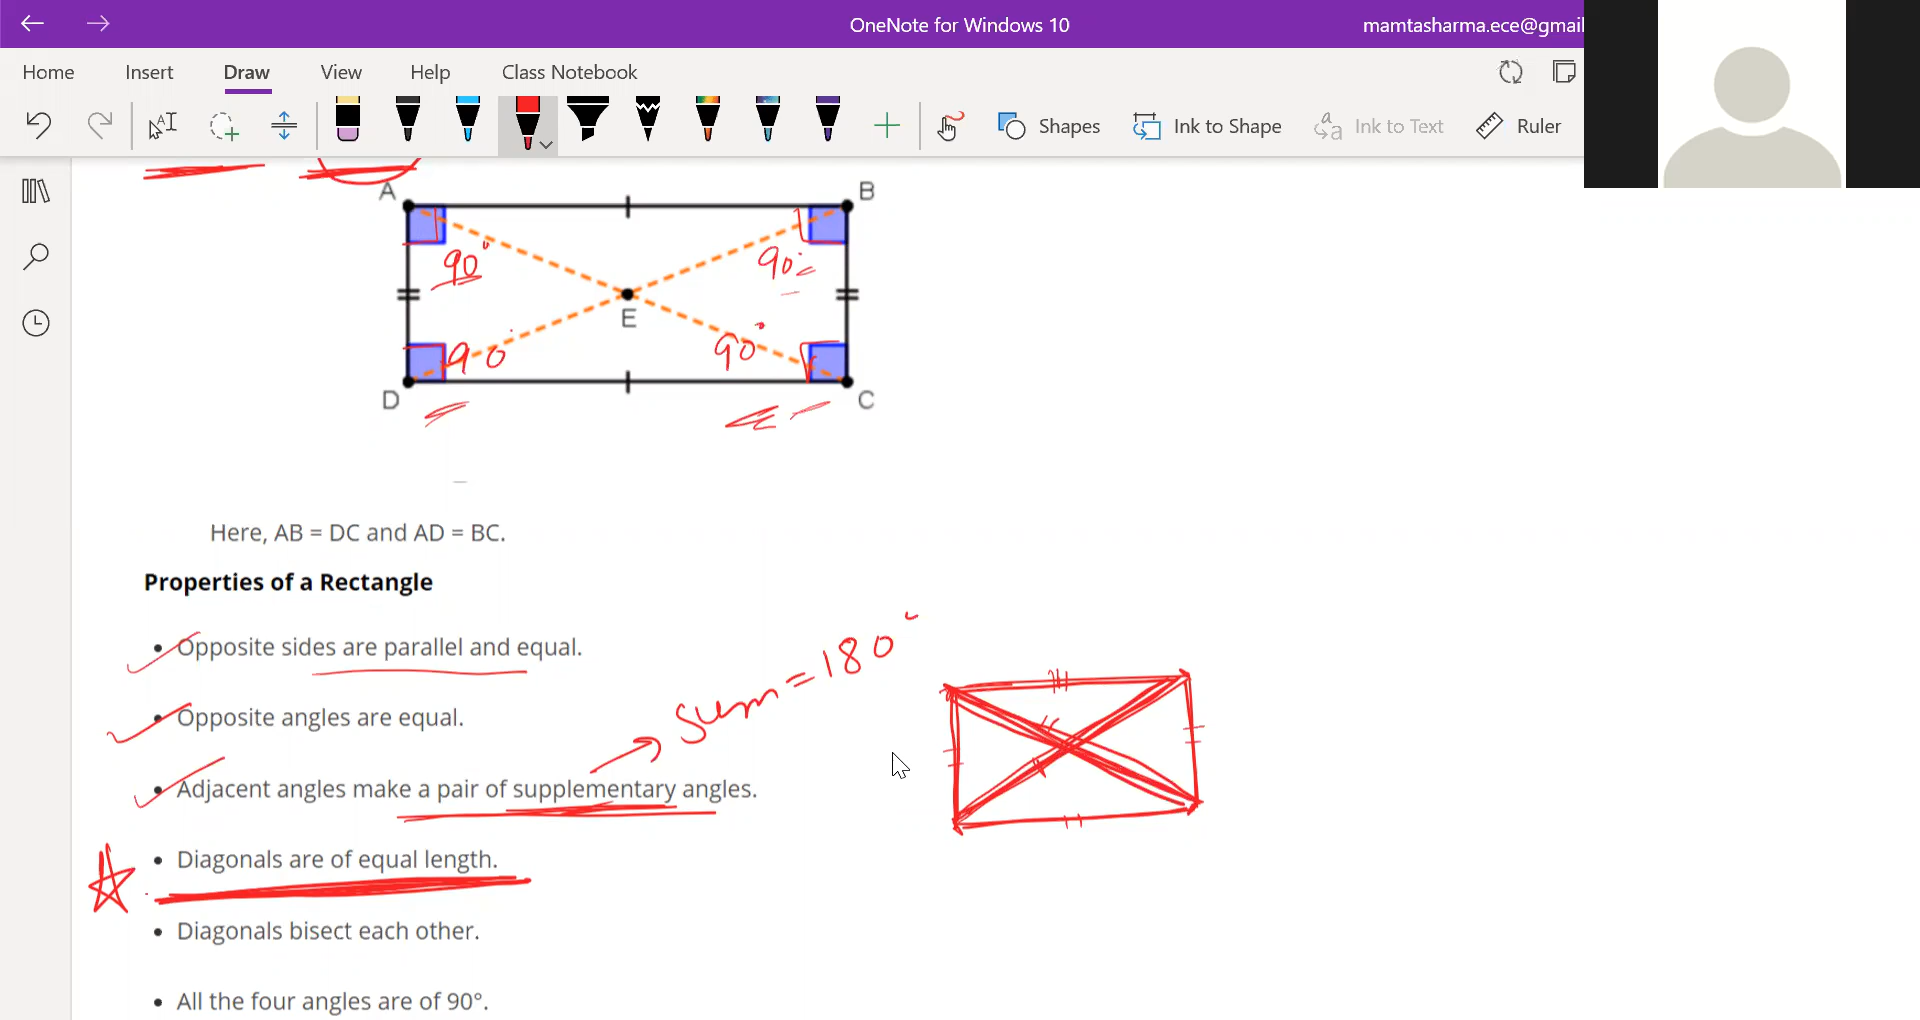 OneNote for Windows 10
mamtasharma.ece@gmail
Home Insert Draw View Help Class Notebook
Shapes Ink to Shape Ink to Text Ruler
A B
90° 90°
E
90 90°
D C
Here, AB = DC and AD = BC.
Properties of a Rectangle
• Opposite sides are parallel and equal.
Sum = 180°
• Opposite angles are equal.
• Adjacent angles make a pair of supplementary angles.
• Diagonals are of equal length.
• Diagonals bisect each other.
• All the four angles are of 90°.